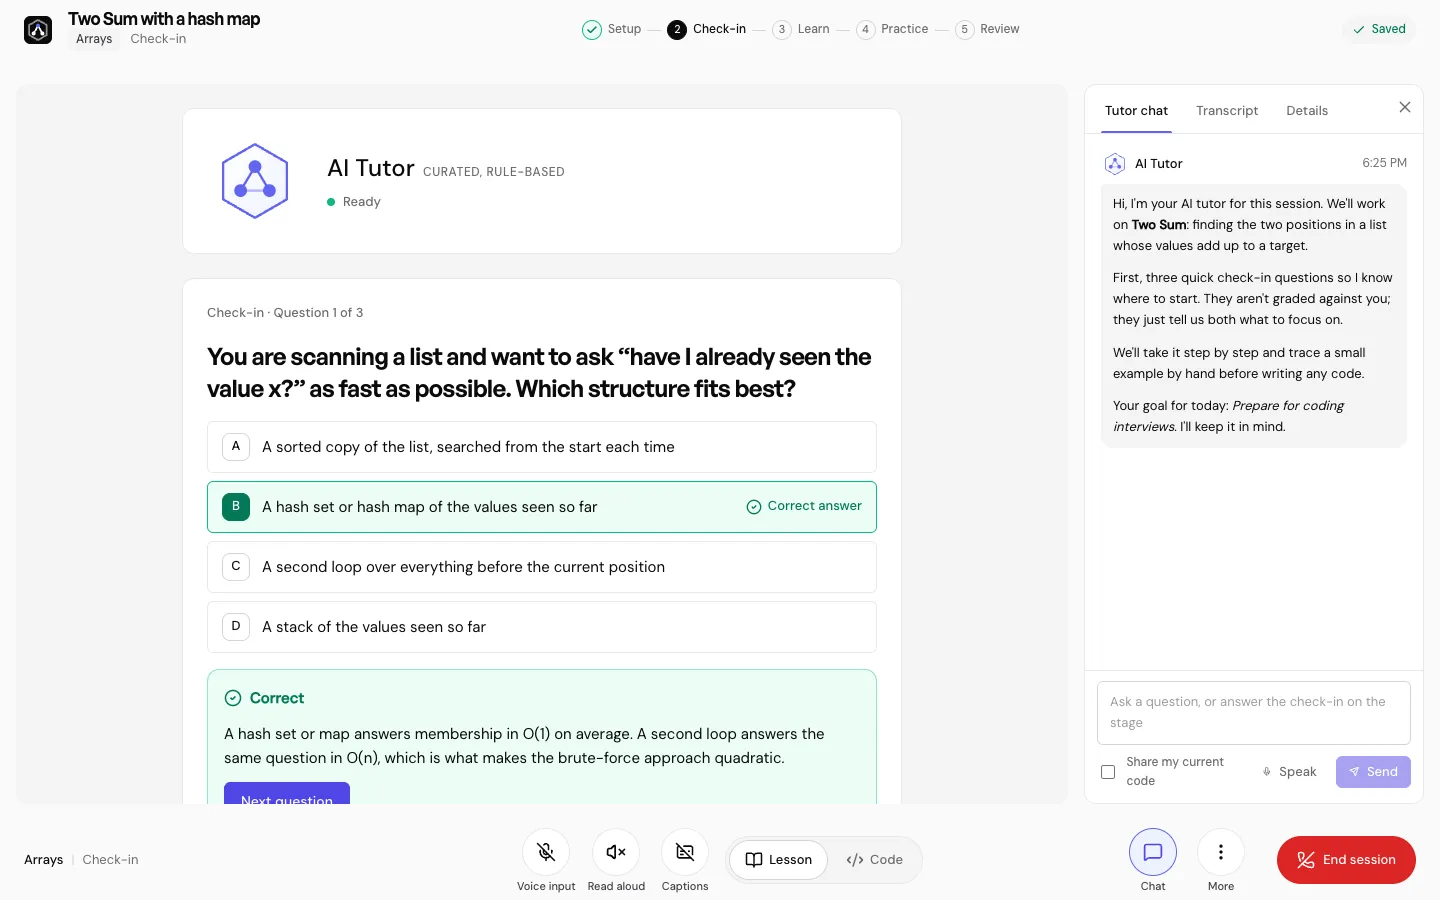 Two Sum with a hash map
Arrays Check-in
Setup
2 Check-in
3 Learn
4 Practice
5 Review
Saved
AI Tutor CURATED, RULE-BASED
Ready
Check-in · Question 1 of 3
You are scanning a list and want to ask “have I already seen the
value x?” as fast as possible. Which structure fits best?
A A sorted copy of the list, searched from the start each time
B A hash set or hash map of the values seen so far Correct answer
C A second loop over everything before the current position
D A stack of the values seen so far
Correct
A hash set or map answers membership in O(1) on average. A second loop answers the
same question in O(n), which is what makes the brute-force approach quadratic.
Next question
Tutor chat Transcript Details
AI Tutor 6:25 PM
Hi, I'm your AI tutor for this session. We'll work
on Two Sum: finding the two positions in a list
whose values add up to a target.
First, three quick check-in questions so I know
where to start. They aren't graded against you;
they just tell us both what to focus on.
We'll take it step by step and trace a small
example by hand before writing any code.
Your goal for today: Prepare for coding
interviews. I'll keep it in mind.
Ask a question, or answer the check-in on the
stage
Share my current
code
Speak
Send
Arrays | Check-in
Voice input
Read aloud
Captions
Lesson
Code
Chat
More
End session